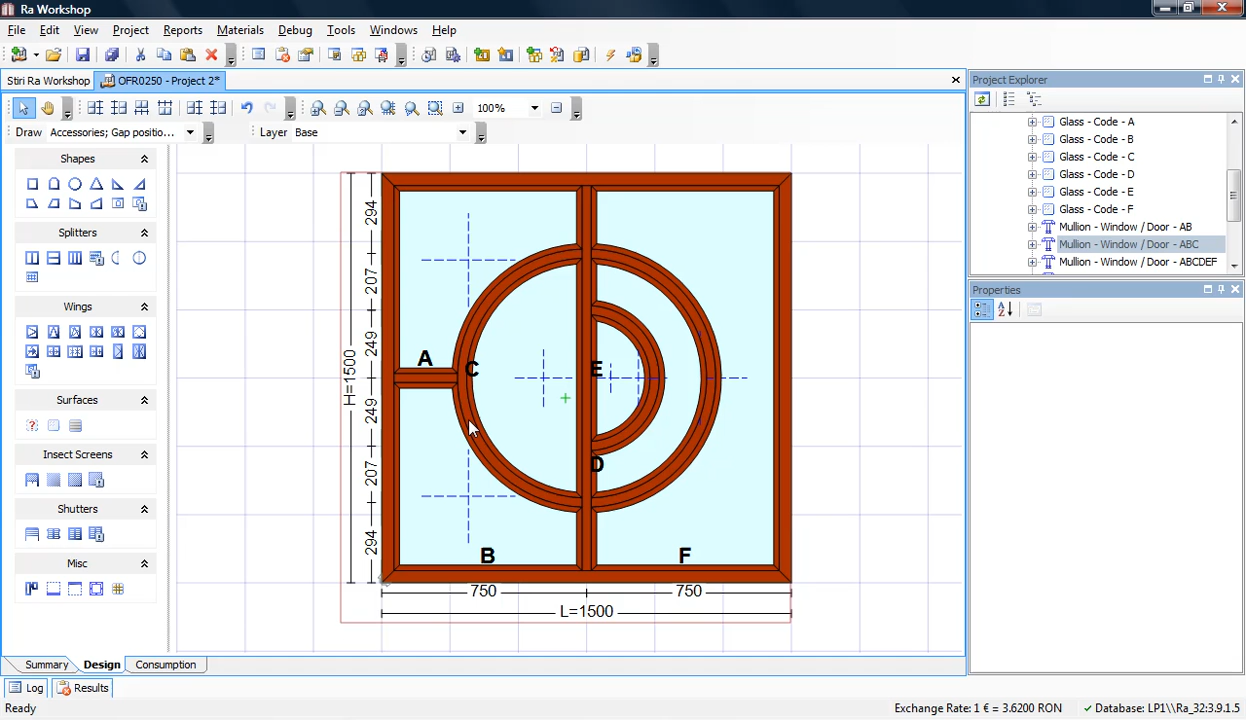 Ra Workshop
File Edit View Project Reports Materials Debug Tools Windows Help
Stiri Ra Workshop OFR0250 - Project 2*
100%
Draw Accessories; Gap positio... Layer Base
Shapes
Splitters
Wings
Surfaces
Insect Screens
Shutters
Misc
294
207
249
H=1500
249
207
294
A
C
E
D
B
F
750 750
L=1500
Project Explorer
Glass - Code - A
Glass - Code - B
Glass - Code - C
Glass - Code - D
Glass - Code - E
Glass - Code - F
Mullion - Window / Door - AB
Mullion - Window / Door - ABC
Mullion - Window / Door - ABCDEF
Properties
Summary Design Consumption
Log Results
Ready Exchange Rate: 1 € = 3.6200 RON Database: LP1\\Ra_32:3.9.1.5